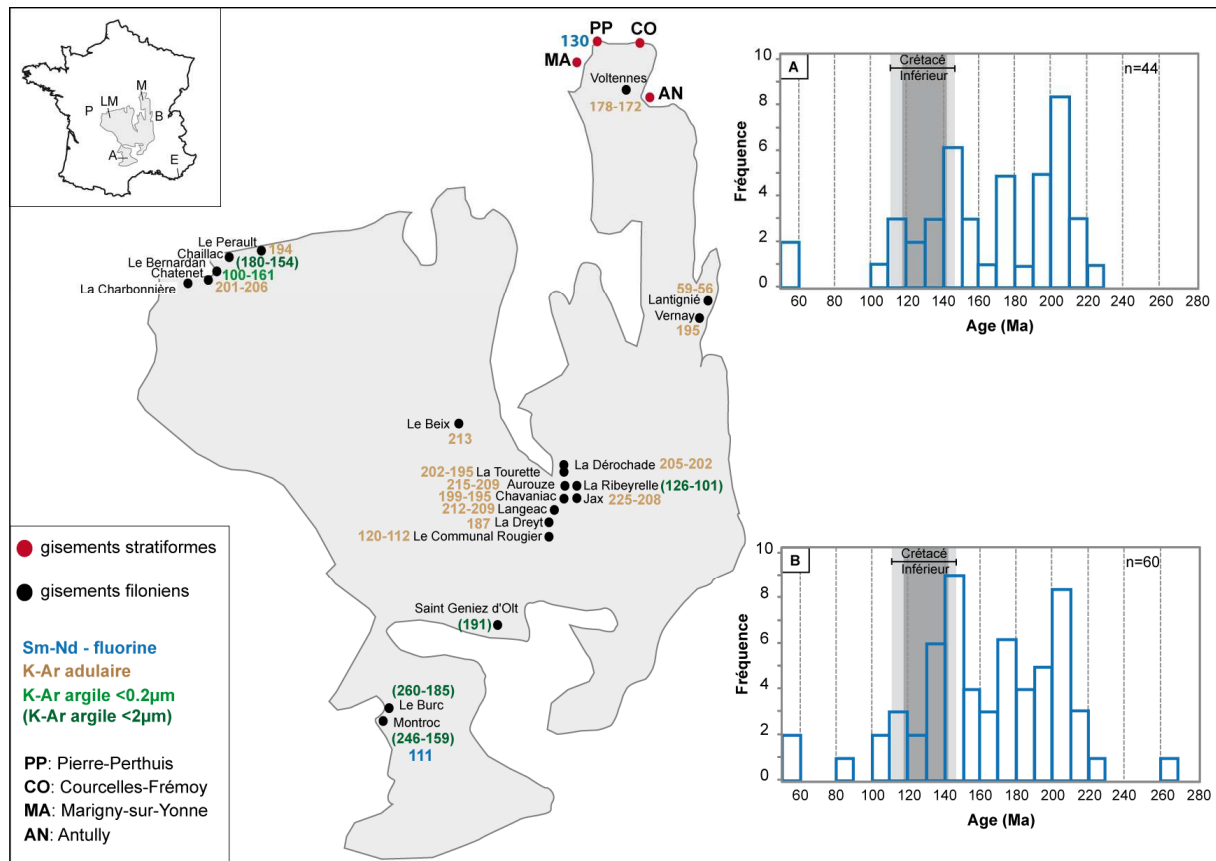 M
LM
P
B
A
E
PP
CO
130
MA
Voltennes
AN
178-172
Le Perault
194
Chaillac
(180-154)
Le Bernardan
100-161
Chatenet
201-206
La Charbonnière
59-56
Lantignié
Vernay
195
Le Beix
213
La Dérochade 205-202
202-195 La Tourette
215-209 Aurouze
La Ribeyrelle (126-101)
199-195 Chavaniac
Jax 225-208
212-209 Langeac
187 La Dreyt
120-112 Le Communal Rougier
Saint Geniez d'Olt
(191)
(260-185)
Le Burc
Montroc
(246-159)
111
gisements stratiformes
gisements filoniens
Sm-Nd - fluorine
K-Ar adulaire
K-Ar argile <0.2µm
(K-Ar argile <2µm)
PP: Pierre-Perthuis
CO: Courcelles-Frémoy
MA: Marigny-sur-Yonne
AN: Antully
A
Crétacé
Inférieur
n=44
Fréquence
10
8
6
4
2
0
60 80 100 120 140 160 180 200 220 240 260 280
Age (Ma)
B
Crétacé
Inférieur
n=60
Fréquence
10
8
6
4
2
0
60 80 100 120 140 160 180 200 220 240 260 280
Age (Ma)